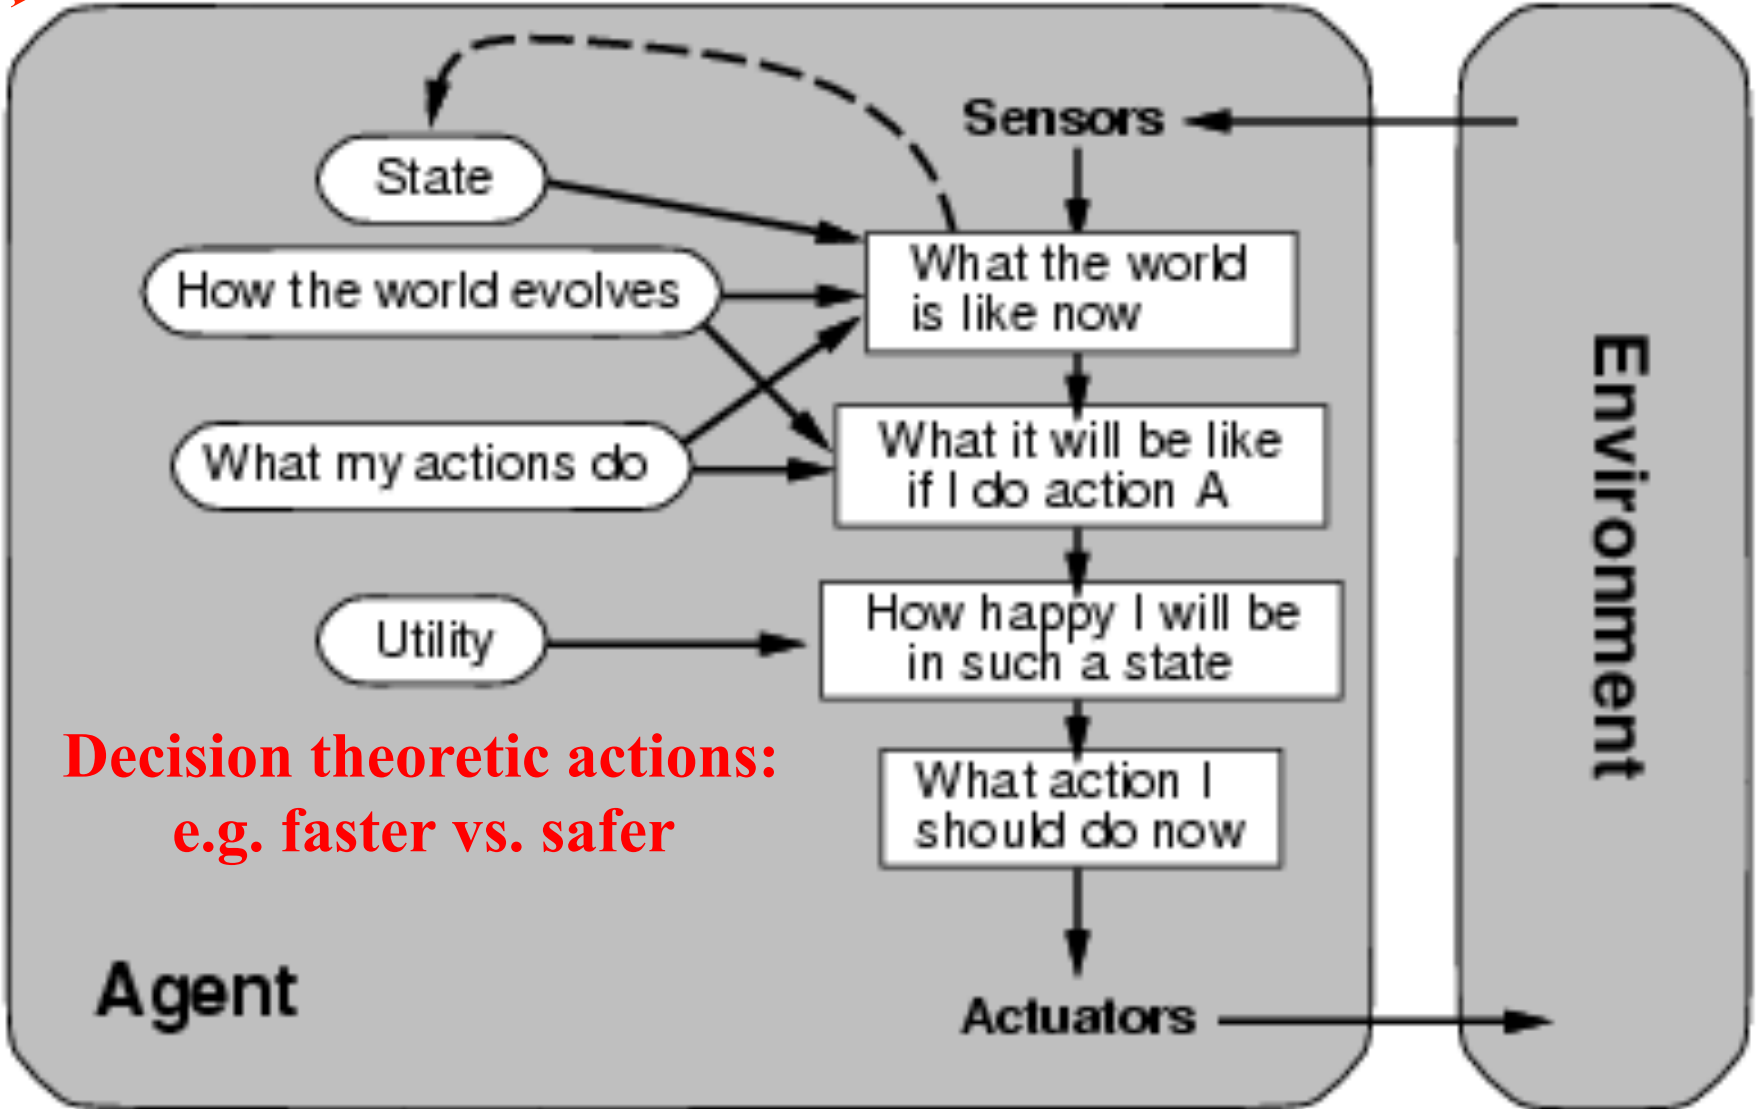 Sensors
State
What the world
is like now
How the world evolves
What my actions do
What it will be like
if I do action A
Utility
How happy I will be
in such a state
Decision theoretic actions:
e.g. faster vs. safer
What action I
should do now
Agent
Actuators
Environment